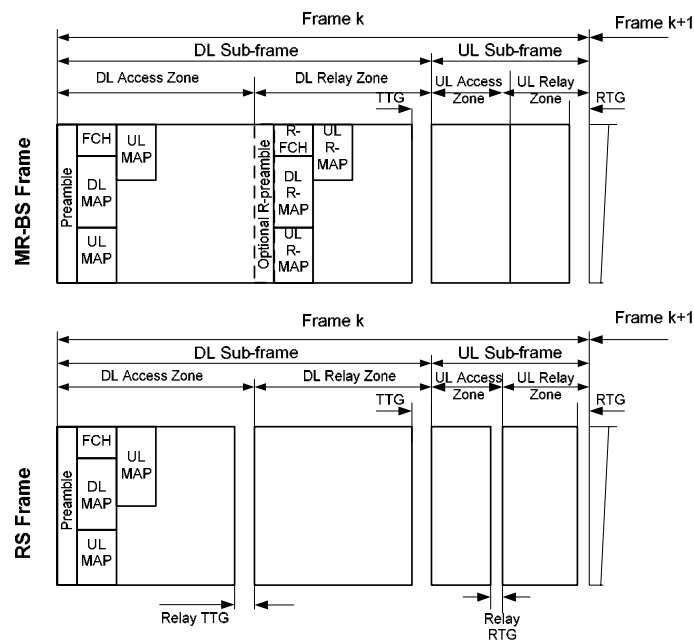 Frame k
Frame k+1
DL Sub-frame
UL Sub-frame
DL Access Zone
DL Relay Zone
UL Access
Zone
UL Relay
Zone
TTG
RTG
MR-BS Frame
Preamble
FCH
DL
MAP
UL
MAP
UL
MAP
Optional R-preamble
R-
FCH
DL
R-
MAP
UL
R-
MAP
UL
R-
MAP
Frame k
Frame k+1
DL Sub-frame
UL Sub-frame
DL Access Zone
DL Relay Zone
UL Access
Zone
UL Relay
Zone
TTG
RTG
RS Frame
Preamble
FCH
DL
MAP
UL
MAP
UL
MAP
Relay TTG
Relay
RTG